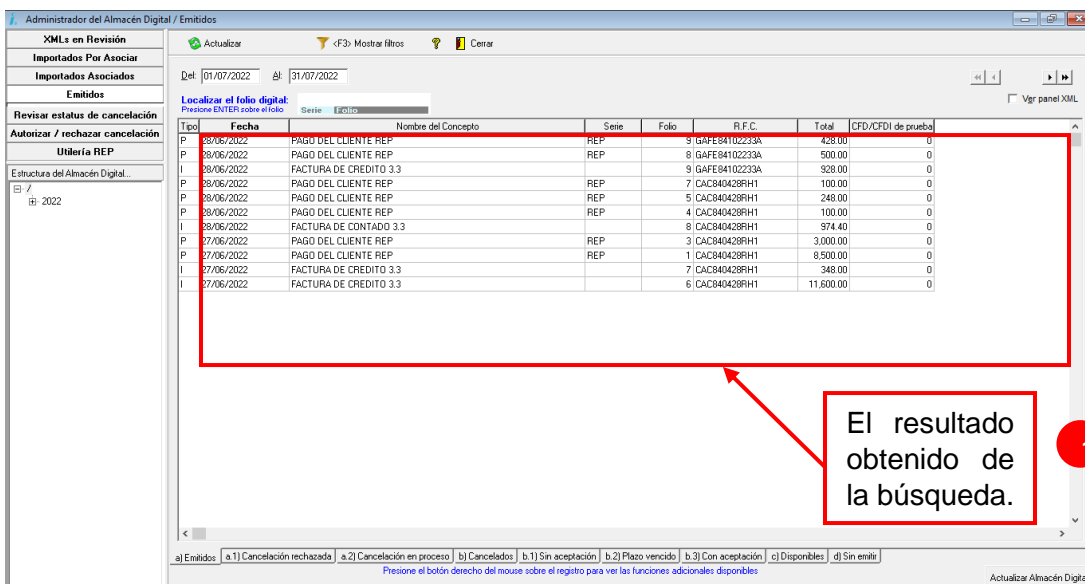 Administrador del Almacén Digital / Emitidos
XMLs en Revisión
Importados Por Asociar
Importados Asociados
Emitidos
Revisar estatus de cancelación
Autorizar / rechazar cancelación
Utilería REP
Estructura del Almacén Digital...
/
2022
Actualizar <F3> Mostrar filtros Cerrar
Del: 01/07/2022 Al: 31/07/2022
Localizar el folio digital:
Presione ENTER sobre el folio Serie Folio
Ver panel XML
Tipo Fecha Nombre del Concepto Serie Folio R.F.C. Total CFD/CFDI de prueba
P 28/06/2022 PAGO DEL CLIENTE REP REP 9 GAFE84102233A 428.00 0
P 28/06/2022 PAGO DEL CLIENTE REP REP 8 GAFE84102233A 500.00 0
I 28/06/2022 FACTURA DE CREDITO 3.3 9 GAFE84102233A 928.00 0
P 28/06/2022 PAGO DEL CLIENTE REP REP 7 CAC840428RH1 100.00 0
P 28/06/2022 PAGO DEL CLIENTE REP REP 5 CAC840428RH1 248.00 0
P 28/06/2022 PAGO DEL CLIENTE REP REP 4 CAC840428RH1 100.00 0
I 28/06/2022 FACTURA DE CONTADO 3.3 8 CAC840428RH1 974.40 0
P 27/06/2022 PAGO DEL CLIENTE REP REP 3 CAC840428RH1 3,000.00 0
P 27/06/2022 PAGO DEL CLIENTE REP REP 1 CAC840428RH1 8,500.00 0
I 27/06/2022 FACTURA DE CREDITO 3.3 7 CAC840428RH1 348.00 0
I 27/06/2022 FACTURA DE CREDITO 3.3 6 CAC840428RH1 11,600.00 0
El resultado
obtenido de
la búsqueda.
a) Emitidos a.1) Cancelación rechazada a.2) Cancelación en proceso b) Cancelados b.1) Sin aceptación b.2) Plazo vencido b.3) Con aceptación c) Disponibles d) Sin emitir
Presione el botón derecho del mouse sobre el registro para ver las funciones adicionales disponibles
Actualizar Almacén Digita